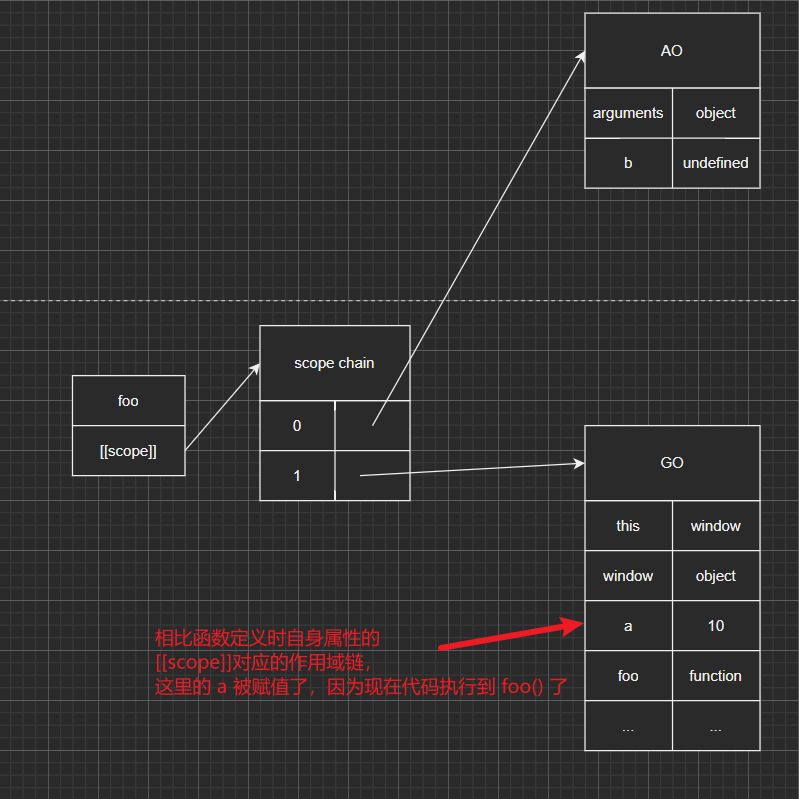 AO
arguments object
b undefined
scope chain
foo
0
[[scope]]
1
GO
this window
window object
a 10
foo function
... ...
相比函数定义时自身属性的
[[scope]]对应的作用域链，
这里的 a 被赋值了，因为现在代码执行到 foo() 了